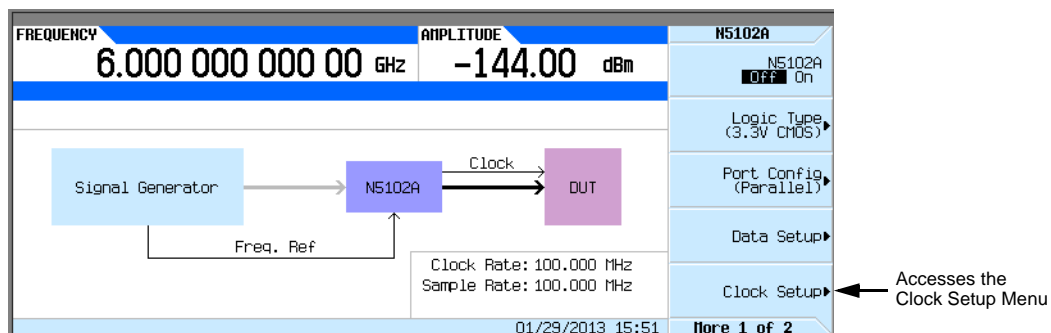 FREQUENCY
6.000 000 000 00 GHz
AMPLITUDE
-144.00 dBm
Signal Generator
N5102A
Clock
DUT
Freq. Ref
Clock Rate: 100.000 MHz
Sample Rate: 100.000 MHz
01/29/2013 15:51
N5102A
N5102A
Off On
Logic Type
(3.3V CMOS)
Port Config
(Parallel)
Data Setup
Clock Setup
More 1 of 2
Accesses the
Clock Setup Menu